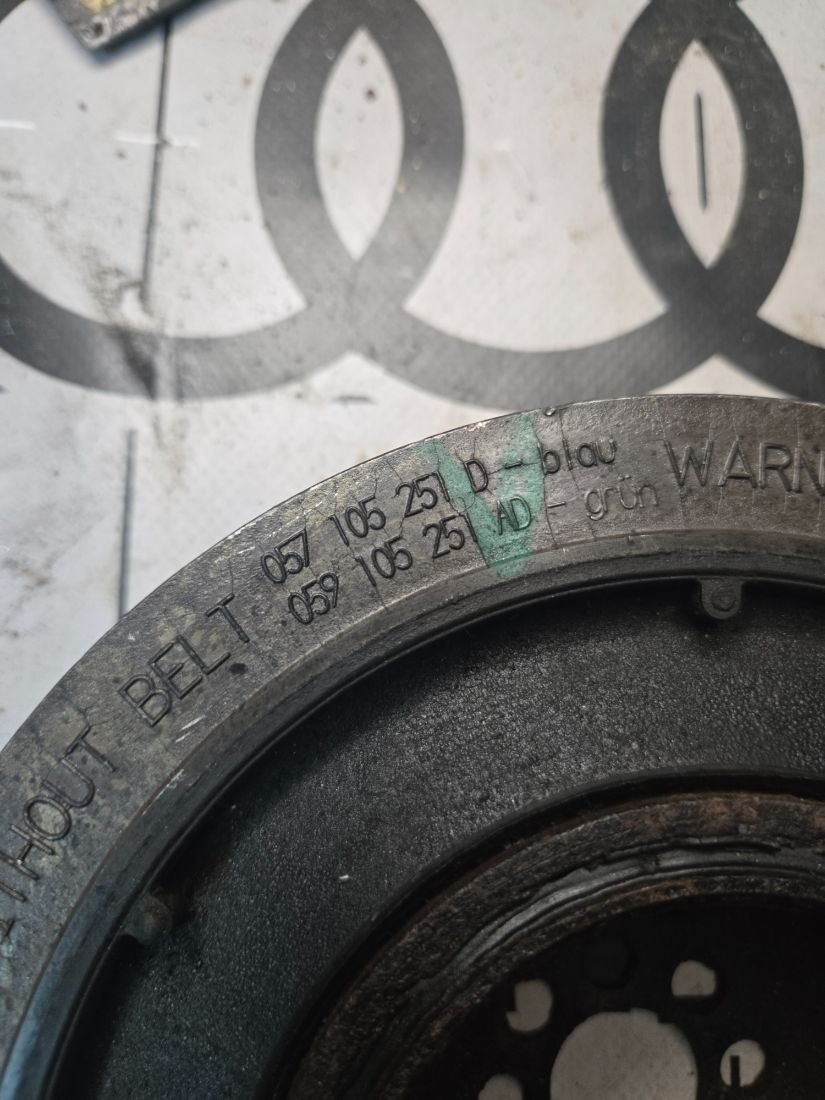 057 105 251 D - blau
059 105 251 AD - grün
WARN
THOUT BELT